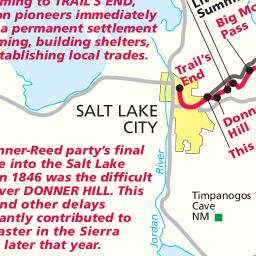 ming to TRAIL'S END,
on pioneers immediately
a permanent settlement
ming, building shelters,
tablishing local trades.
Summi
Big Mo
Pass
Trail's
End
SALT LAKE
CITY
Donn
Hill
This
nner-Reed party's final
e into the Salt Lake
n 1846 was the difficult
ver DONNER HILL. This
nd other delays
antly contributed to
aster in the Sierra
later that year.
Jordan River
Timpanogos
Cave
NM